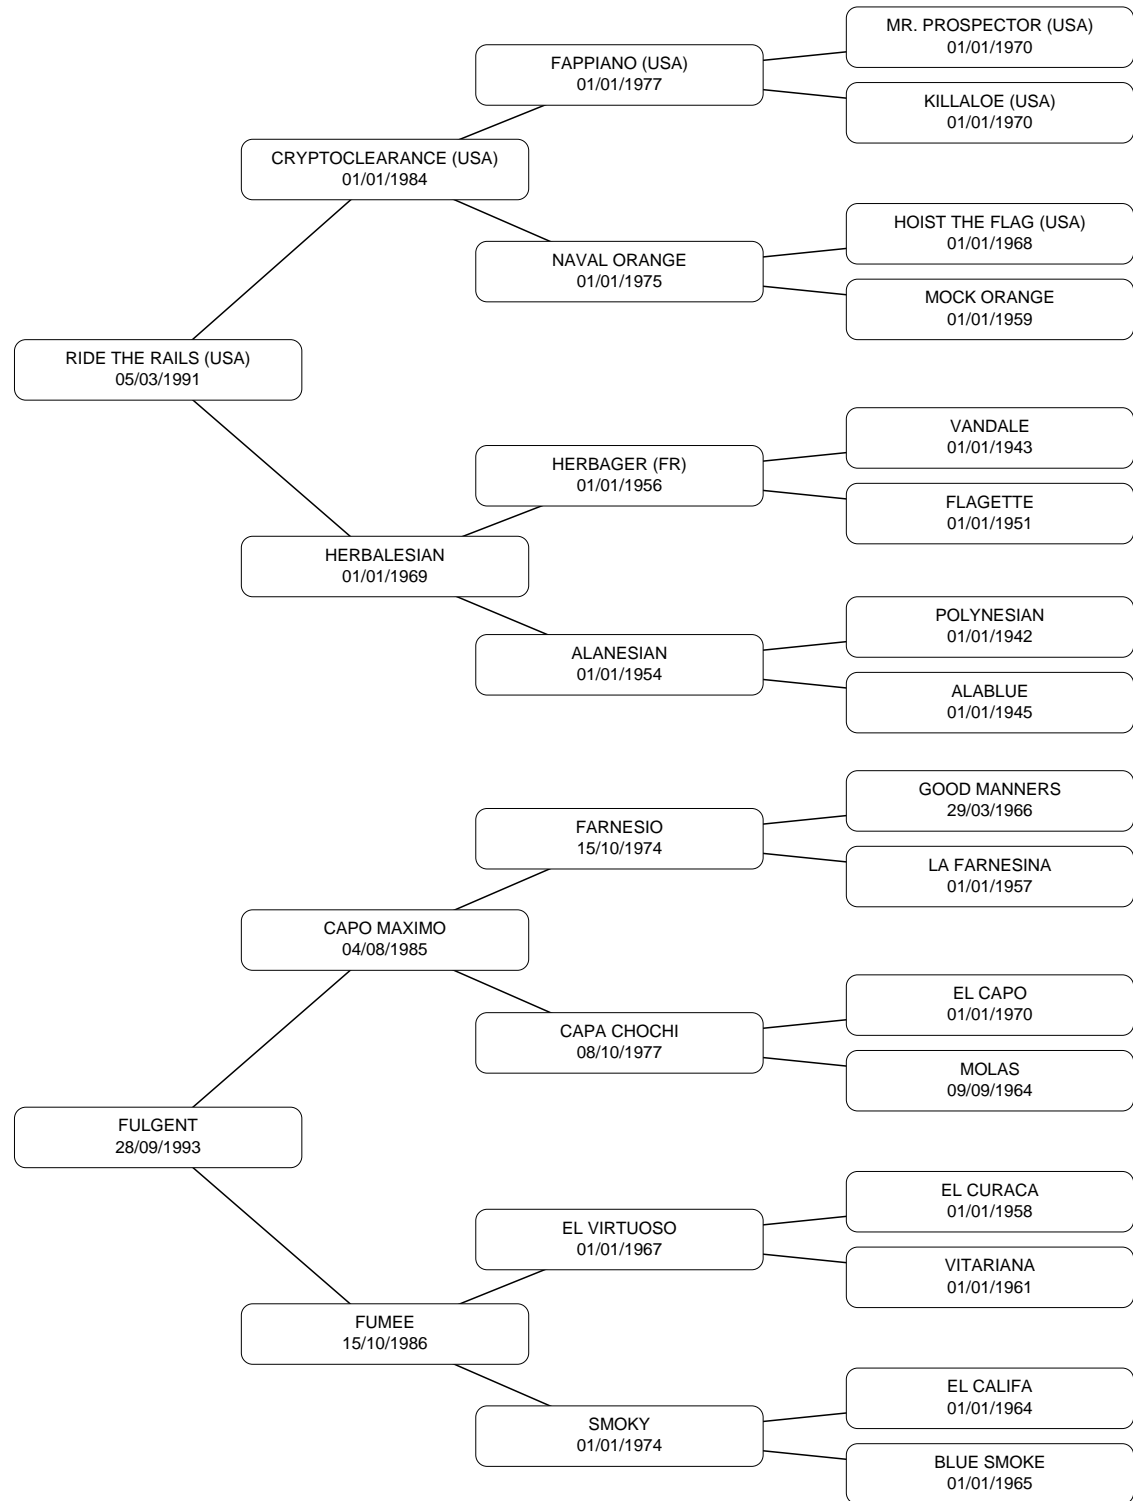 MR. PROSPECTOR (USA)
01/01/1970
FAPPIANO (USA)
01/01/1977
KILLALOE (USA)
01/01/1970
CRYPTOCLEARANCE (USA)
01/01/1984
HOIST THE FLAG (USA)
01/01/1968
NAVAL ORANGE
01/01/1975
MOCK ORANGE
01/01/1959
RIDE THE RAILS (USA)
05/03/1991
VANDALE
01/01/1943
HERBAGER (FR)
01/01/1956
FLAGETTE
01/01/1951
HERBALESIAN
01/01/1969
POLYNESIAN
01/01/1942
ALANESIAN
01/01/1954
ALABLUE
01/01/1945
GOOD MANNERS
29/03/1966
FARNESIO
15/10/1974
LA FARNESINA
01/01/1957
CAPO MAXIMO
04/08/1985
EL CAPO
01/01/1970
CAPA CHOCHI
08/10/1977
MOLAS
09/09/1964
FULGENT
28/09/1993
EL CURACA
01/01/1958
EL VIRTUOSO
01/01/1967
VITARIANA
01/01/1961
FUMEE
15/10/1986
EL CALIFA
01/01/1964
SMOKY
01/01/1974
BLUE SMOKE
01/01/1965